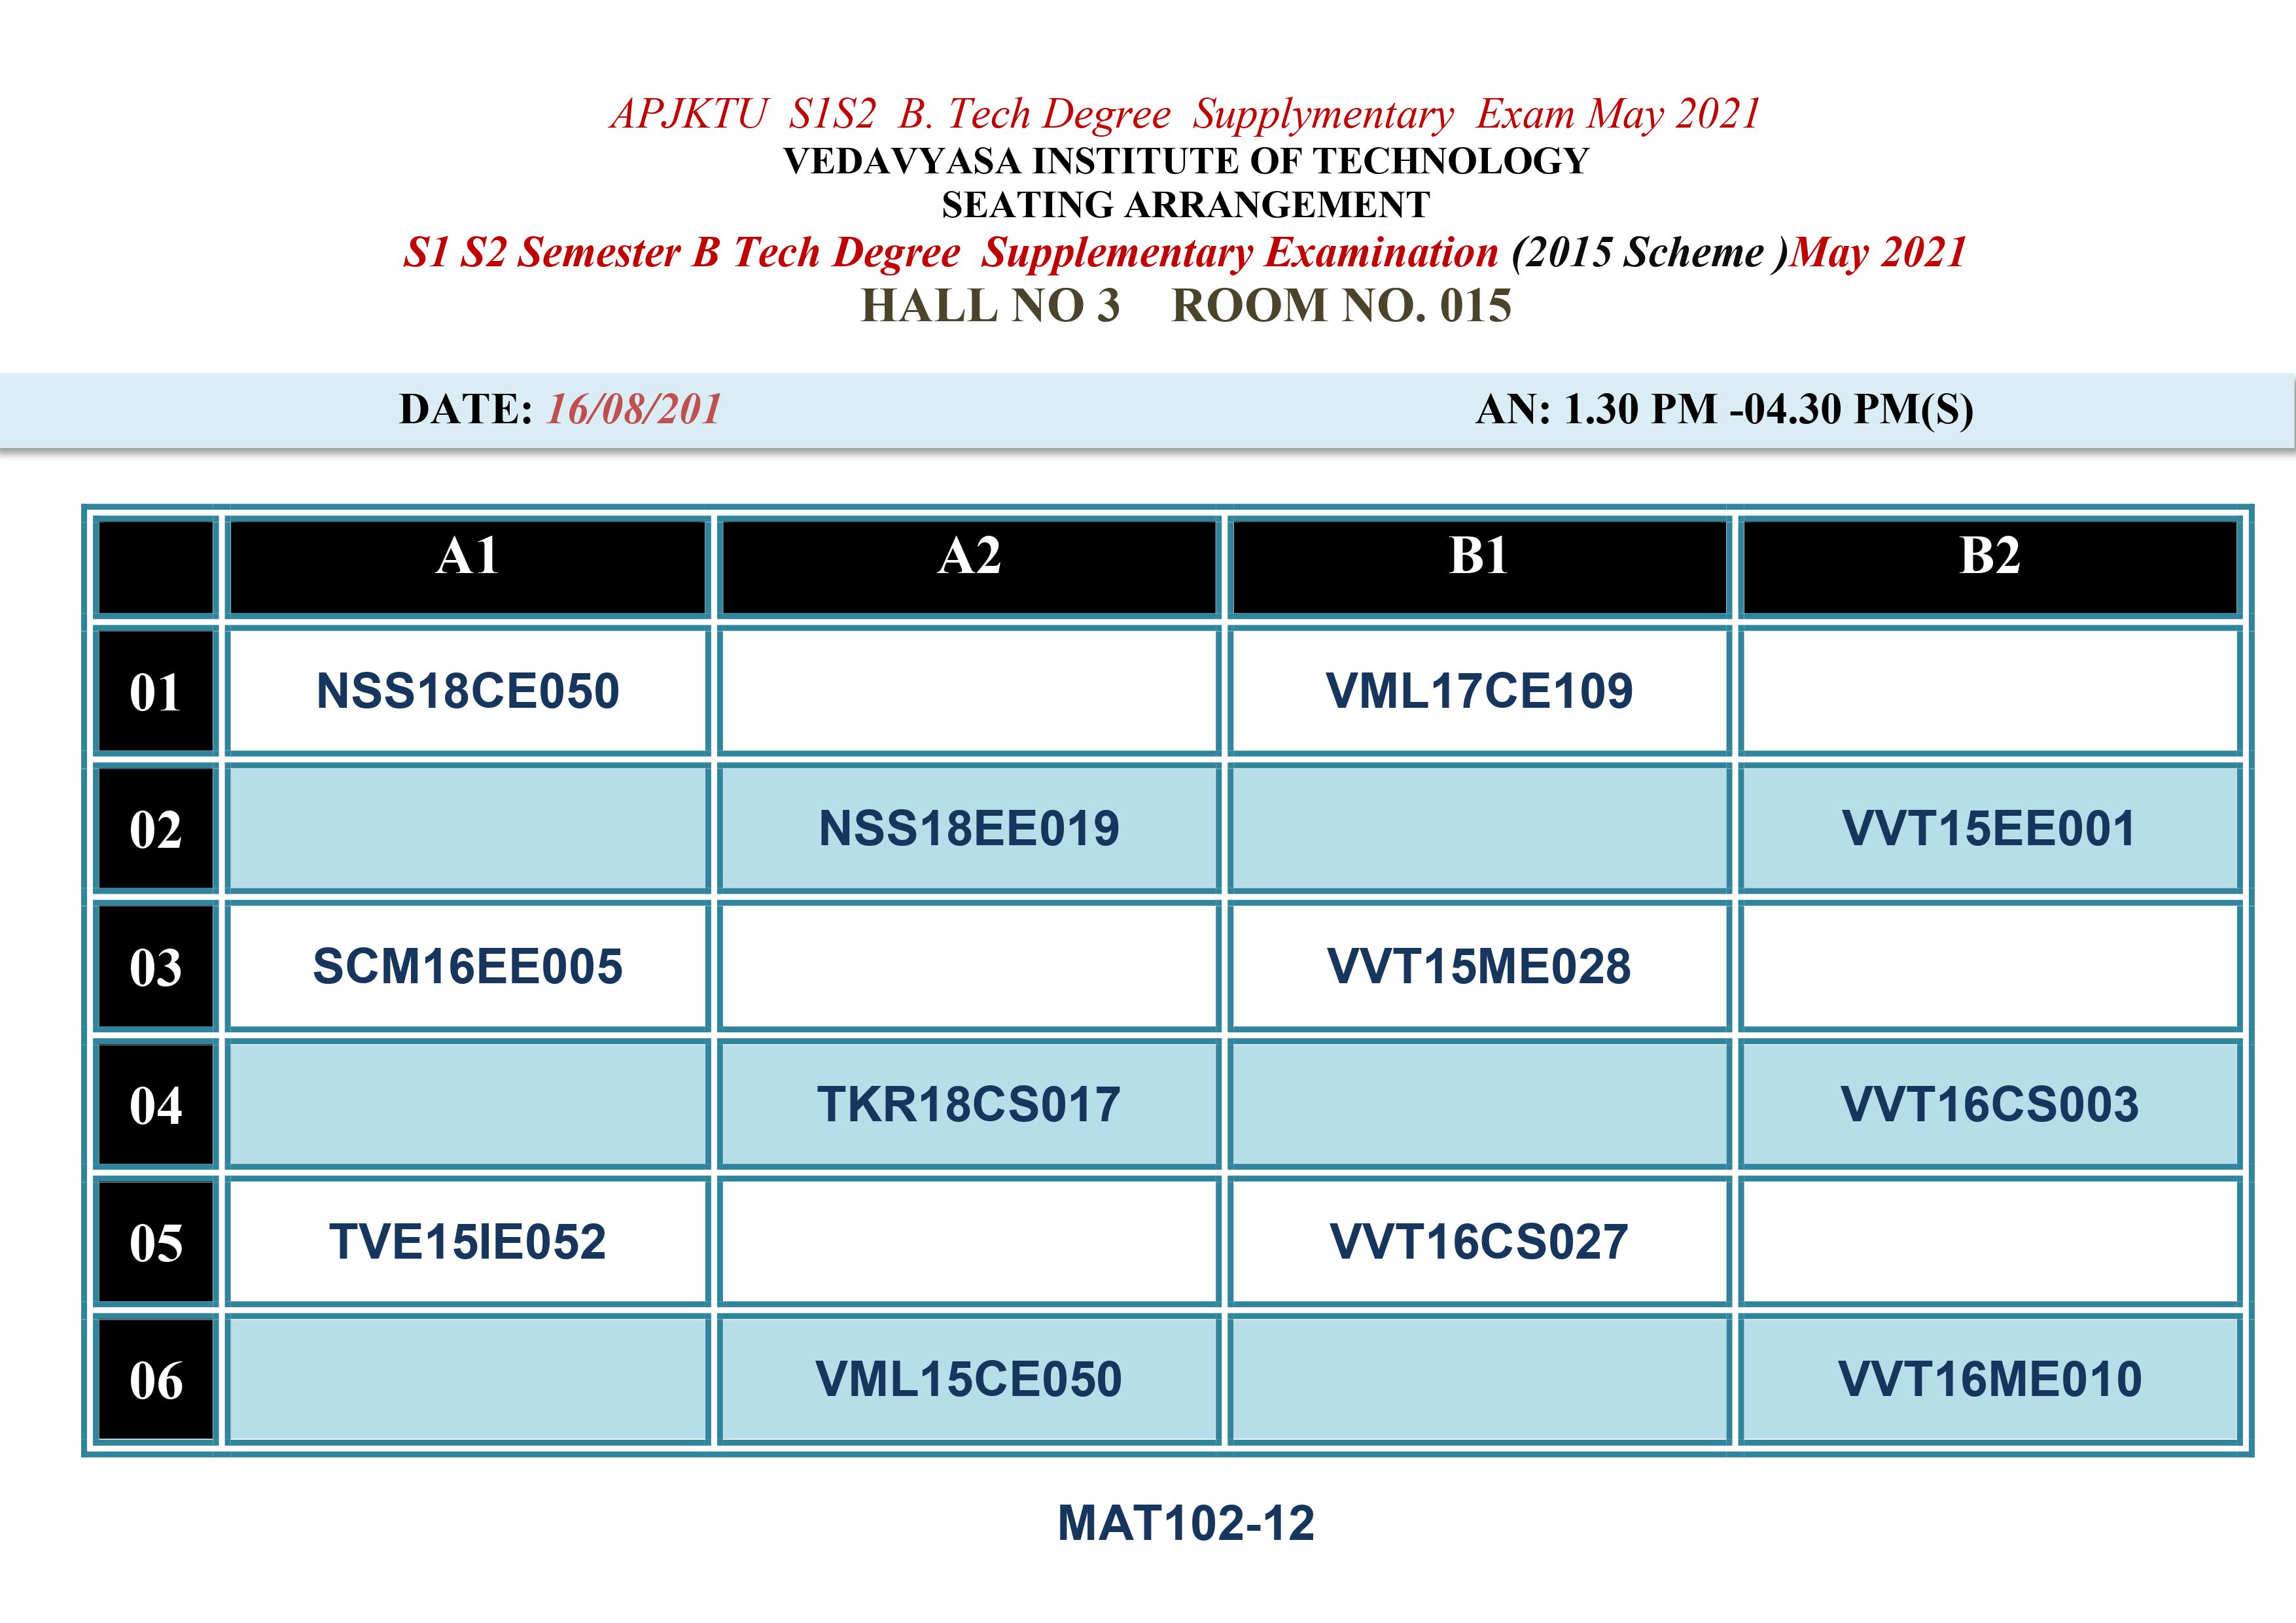 APJKTU S1S2 B. Tech Degree Supplymentary Exam May 2021
VEDAVYASA INSTITUTE OF TECHNOLOGY
SEATING ARRANGEMENT
S1 S2 Semester B Tech Degree Supplementary Examination (2015 Scheme )May 2021
HALL NO 3 ROOM NO. 015
DATE: 16/08/201 AN: 1.30 PM -04.30 PM(S)
A1 A2 B1 B2
01 NSS18CE050 VML17CE109
02 NSS18EE019 VVT15EE001
03 SCM16EE005 VVT15ME028
04 TKR18CS017 VVT16CS003
05 TVE15IE052 VVT16CS027
06 VML15CE050 VVT16ME010
MAT102-12